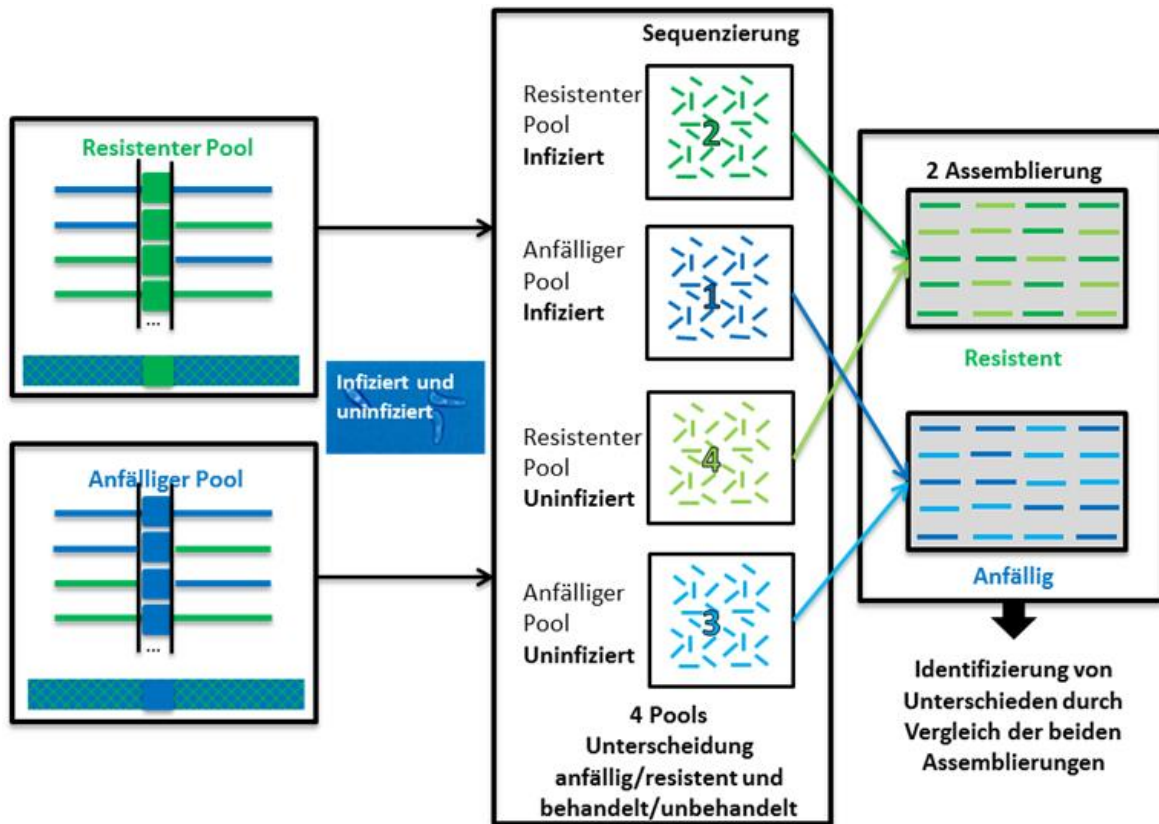 Resistenter Pool
...
Anfälliger Pool
...
Infiziert und
uninfiziert
Sequenzierung
Resistenter
Pool
Infiziert
2
Anfälliger
Pool
Infiziert
1
Resistenter
Pool
Uninfiziert
4
Anfälliger
Pool
Uninfiziert
3
4 Pools
Unterscheidung
anfällig/resistent und
behandelt/unbehandelt
2 Assemblierung
Resistent
Anfällig
Identifizierung von
Unterschieden durch
Vergleich der beiden
Assemblierungen